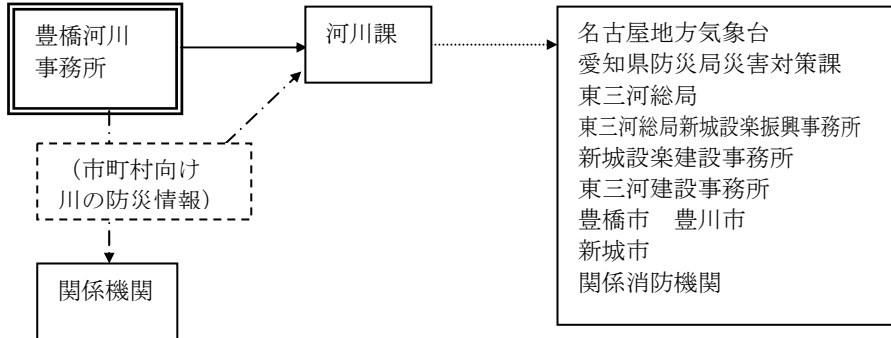 豊橋河川
事務所
河川課
名古屋地方気象台
愛知県防災局災害対策課
東三河総局
東三河総局新城設楽振興事務所
新城設楽建設事務所
東三河建設事務所
豊橋市　豊川市
新城市
関係消防機関
（市町村向け
川の防災情報）
関係機関